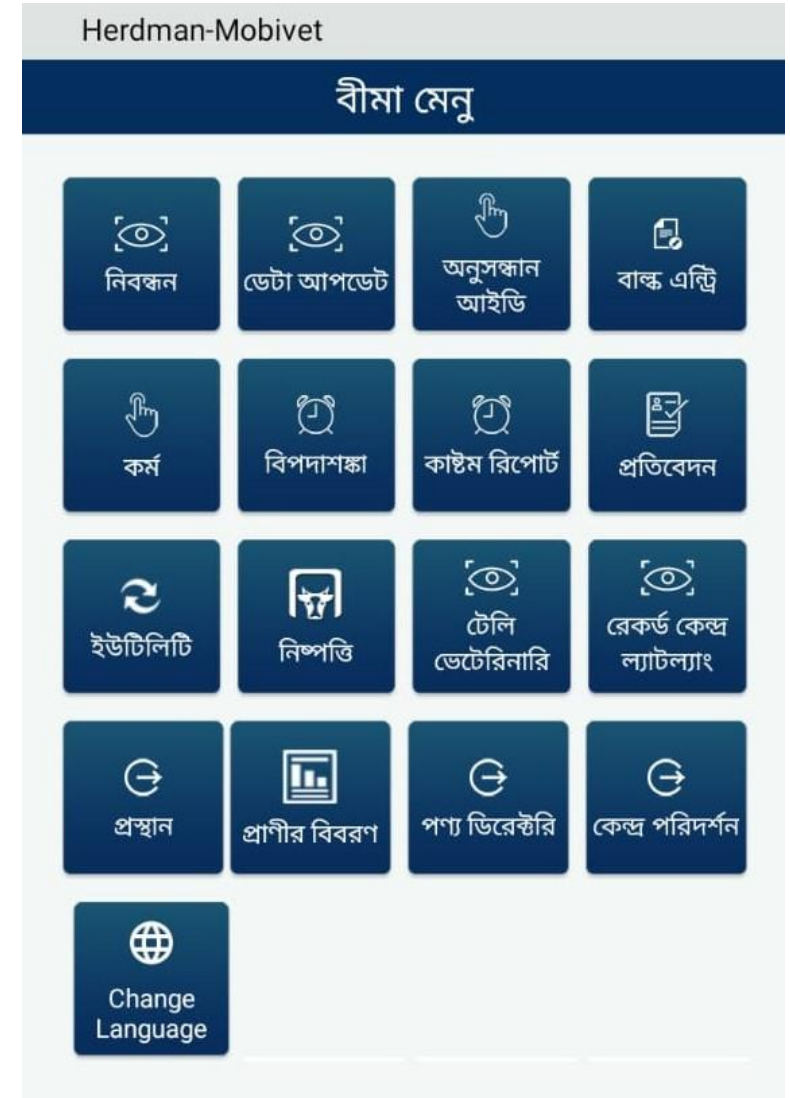 Herdman-Mobivet
বীমা মেনু
নিবন্ধন
ডেটা আপডেট
অনুসন্ধান
আইডি
বাল্ক এন্ট্রি
কর্ম
বিপদাশঙ্কা
কাষ্টম রিপোর্ট
প্রতিবেদন
ইউটিলিটি
নিষ্পত্তি
টেলি
ভেটেরিনারি
রেকর্ড কেন্দ্র
ল্যাটল্যাং
প্রস্থান
প্রাণীর বিবরণ
পণ্য ডিরেক্টরি
কেন্দ্র পরিদর্শন
Change
Language